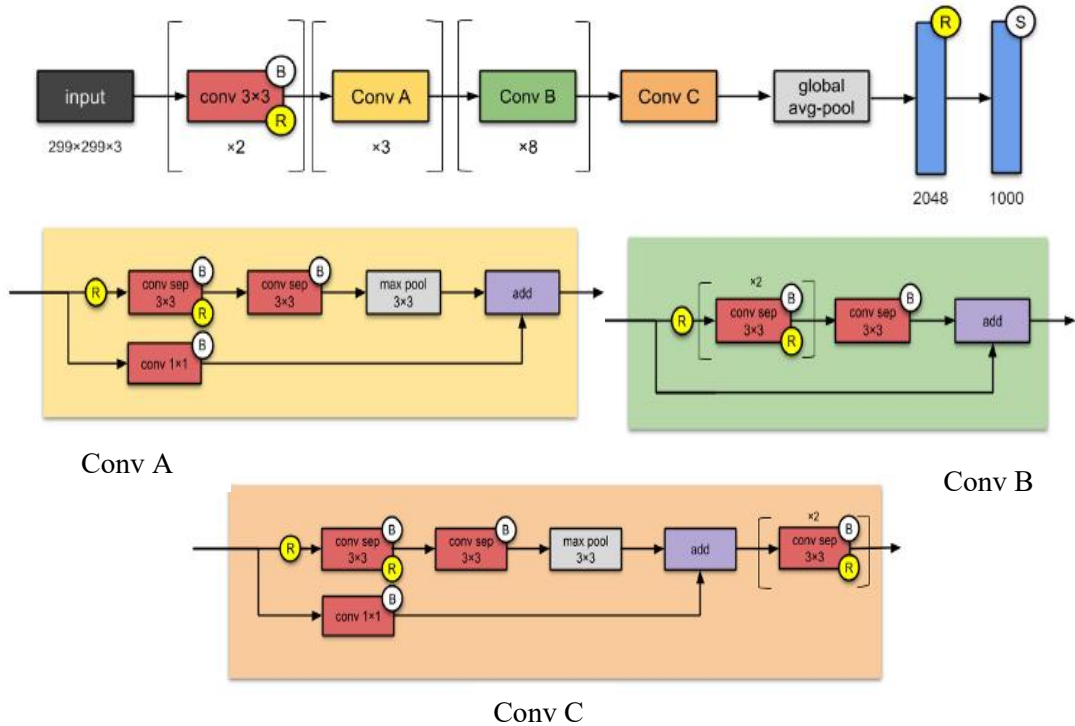 R S
B
input conv 3×3 Conv A Conv B Conv C global
avg-pool
R
299×299×3 ×2 ×3 ×8
2048 1000
B B
R conv sep
3×3 conv sep
3×3 max pool
3×3 add
R
B
conv 1×1
Conv A
×2
B B
R conv sep
3×3 conv sep
3×3 add
R
Conv B
×2
B B B
R conv sep
3×3 conv sep
3×3 max pool
3×3 add conv sep
3×3
R R
B
conv 1×1
Conv C